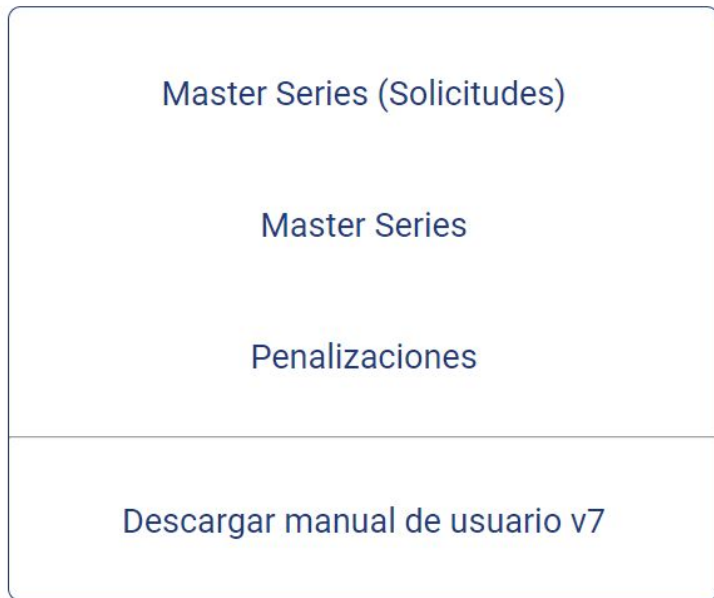 Master Series (Solicitudes)
Master Series
Penalizaciones
Descargar manual de usuario v7